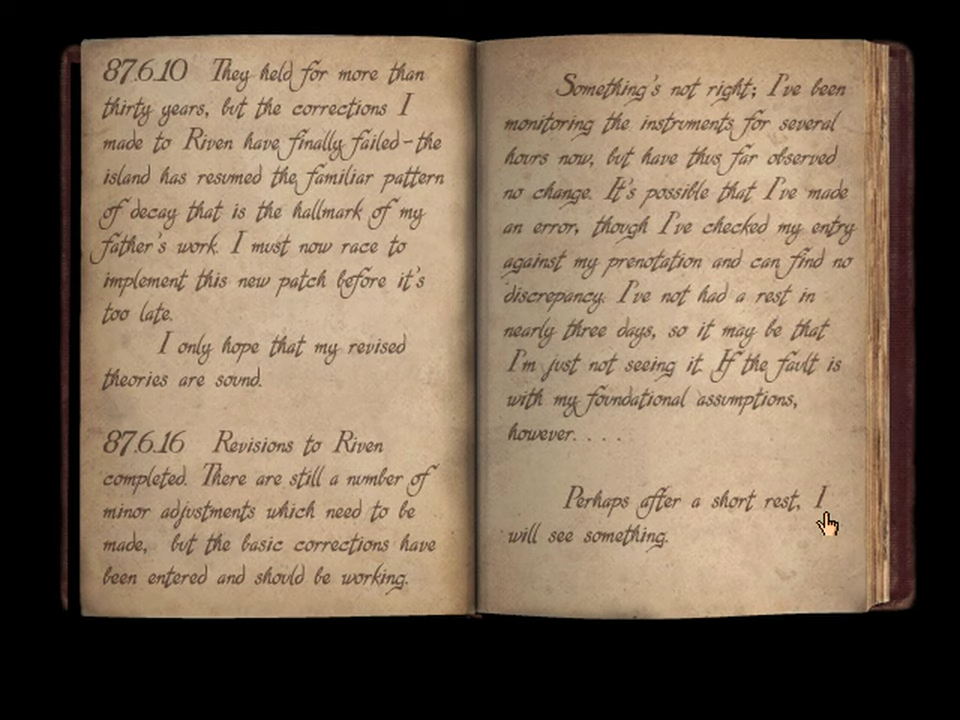 87.6.10 They held for more than
thirty years, but the corrections I
made to Riven have finally failed-the
island has resumed the familiar pattern
of decay that is the hallmark of my
father's work. I must now race to
implement this new patch before it's
too late.
I only hope that my revised
theories are sound.
87.6.16 Revisions to Riven
completed. There are still a number of
minor adjustments which need to be
made, but the basic corrections have
been entered and should be working.
Something's not right; I've been
monitoring the instruments for several
hours now, but have thus far observed
no change. It's possible that I've made
an error, though I've checked my entry
against my prenotation and can find no
discrepancy. I've not had a rest in
nearly three days, so it may be that
I'm just not seeing it. If the fault is
with my foundational assumptions,
however. . . .
Perhaps after a short rest, I
will see something.